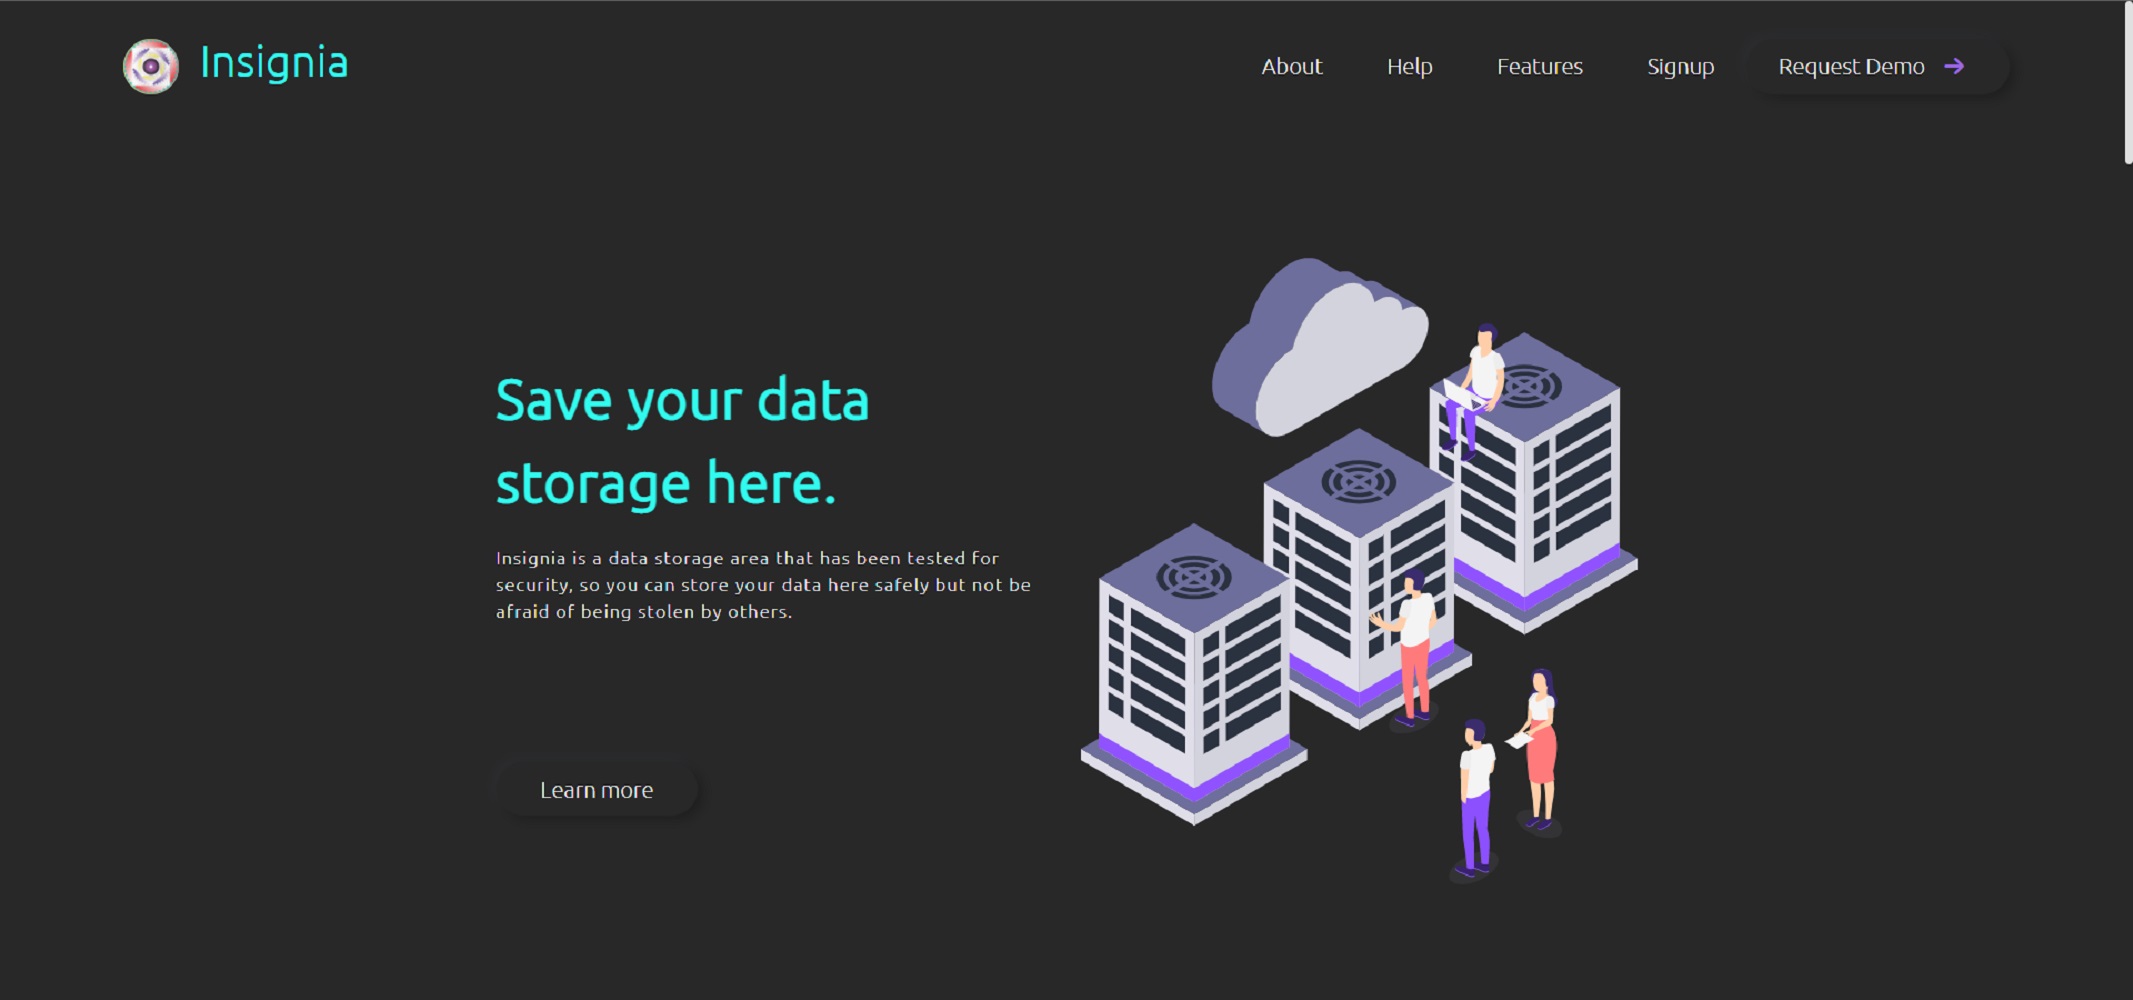 Insignia
About
Help
Features
Signup
Request Demo
Save your data
storage here.
Insignia is a data storage area that has been tested for
security, so you can store your data here safely but not be
afraid of being stolen by others.
Learn more